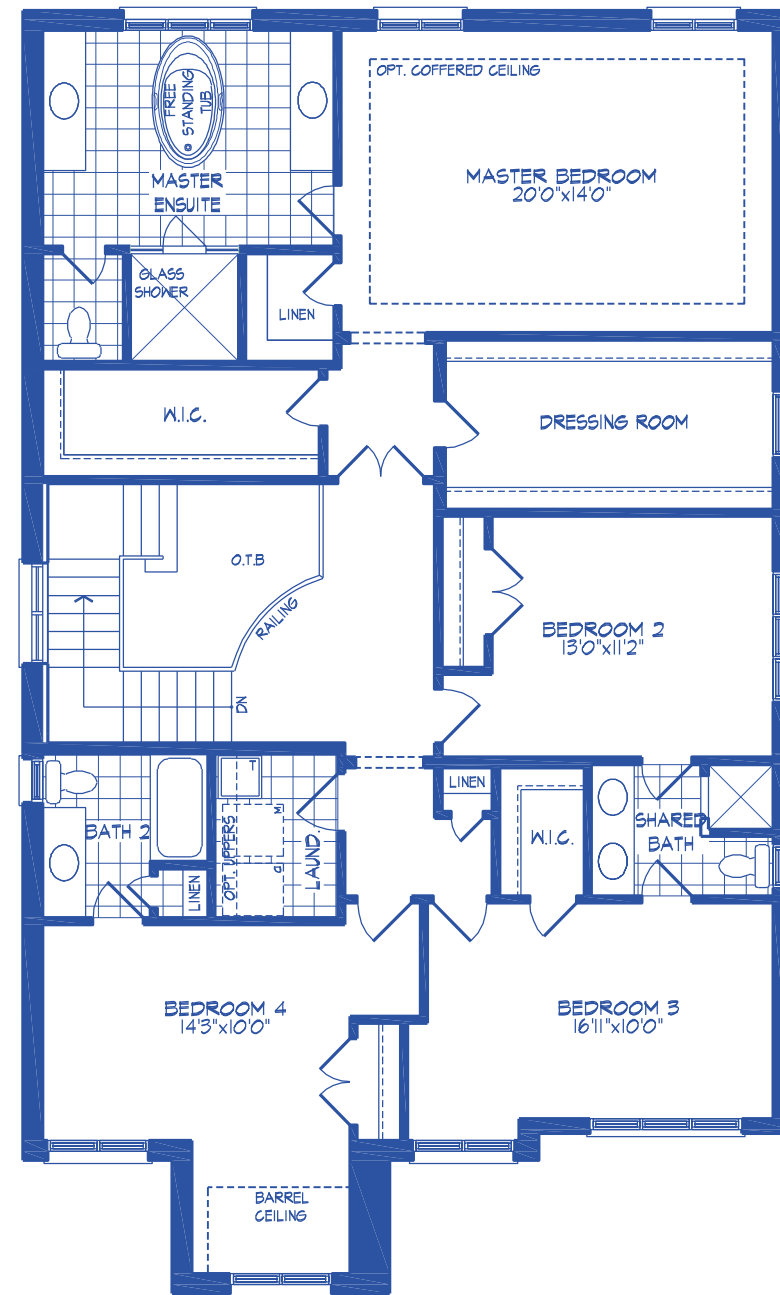 OPT. COFFERED CEILING
FREE
STANDING
TUB
MASTER
ENSUITE
MASTER BEDROOM
20'0"x14'0"
GLASS
SHOWER
LINEN
W.I.C.
DRESSING ROOM
O.T.B
RAILING
DN
BEDROOM 2
13'0"x11'2"
BATH 2
LINEN
OPT. UPPERS
T
W
D
LAUND.
LINEN
W.I.C.
SHARED
BATH
BEDROOM 4
14'3"x10'0"
BEDROOM 3
16'11"x10'0"
BARREL
CEILING